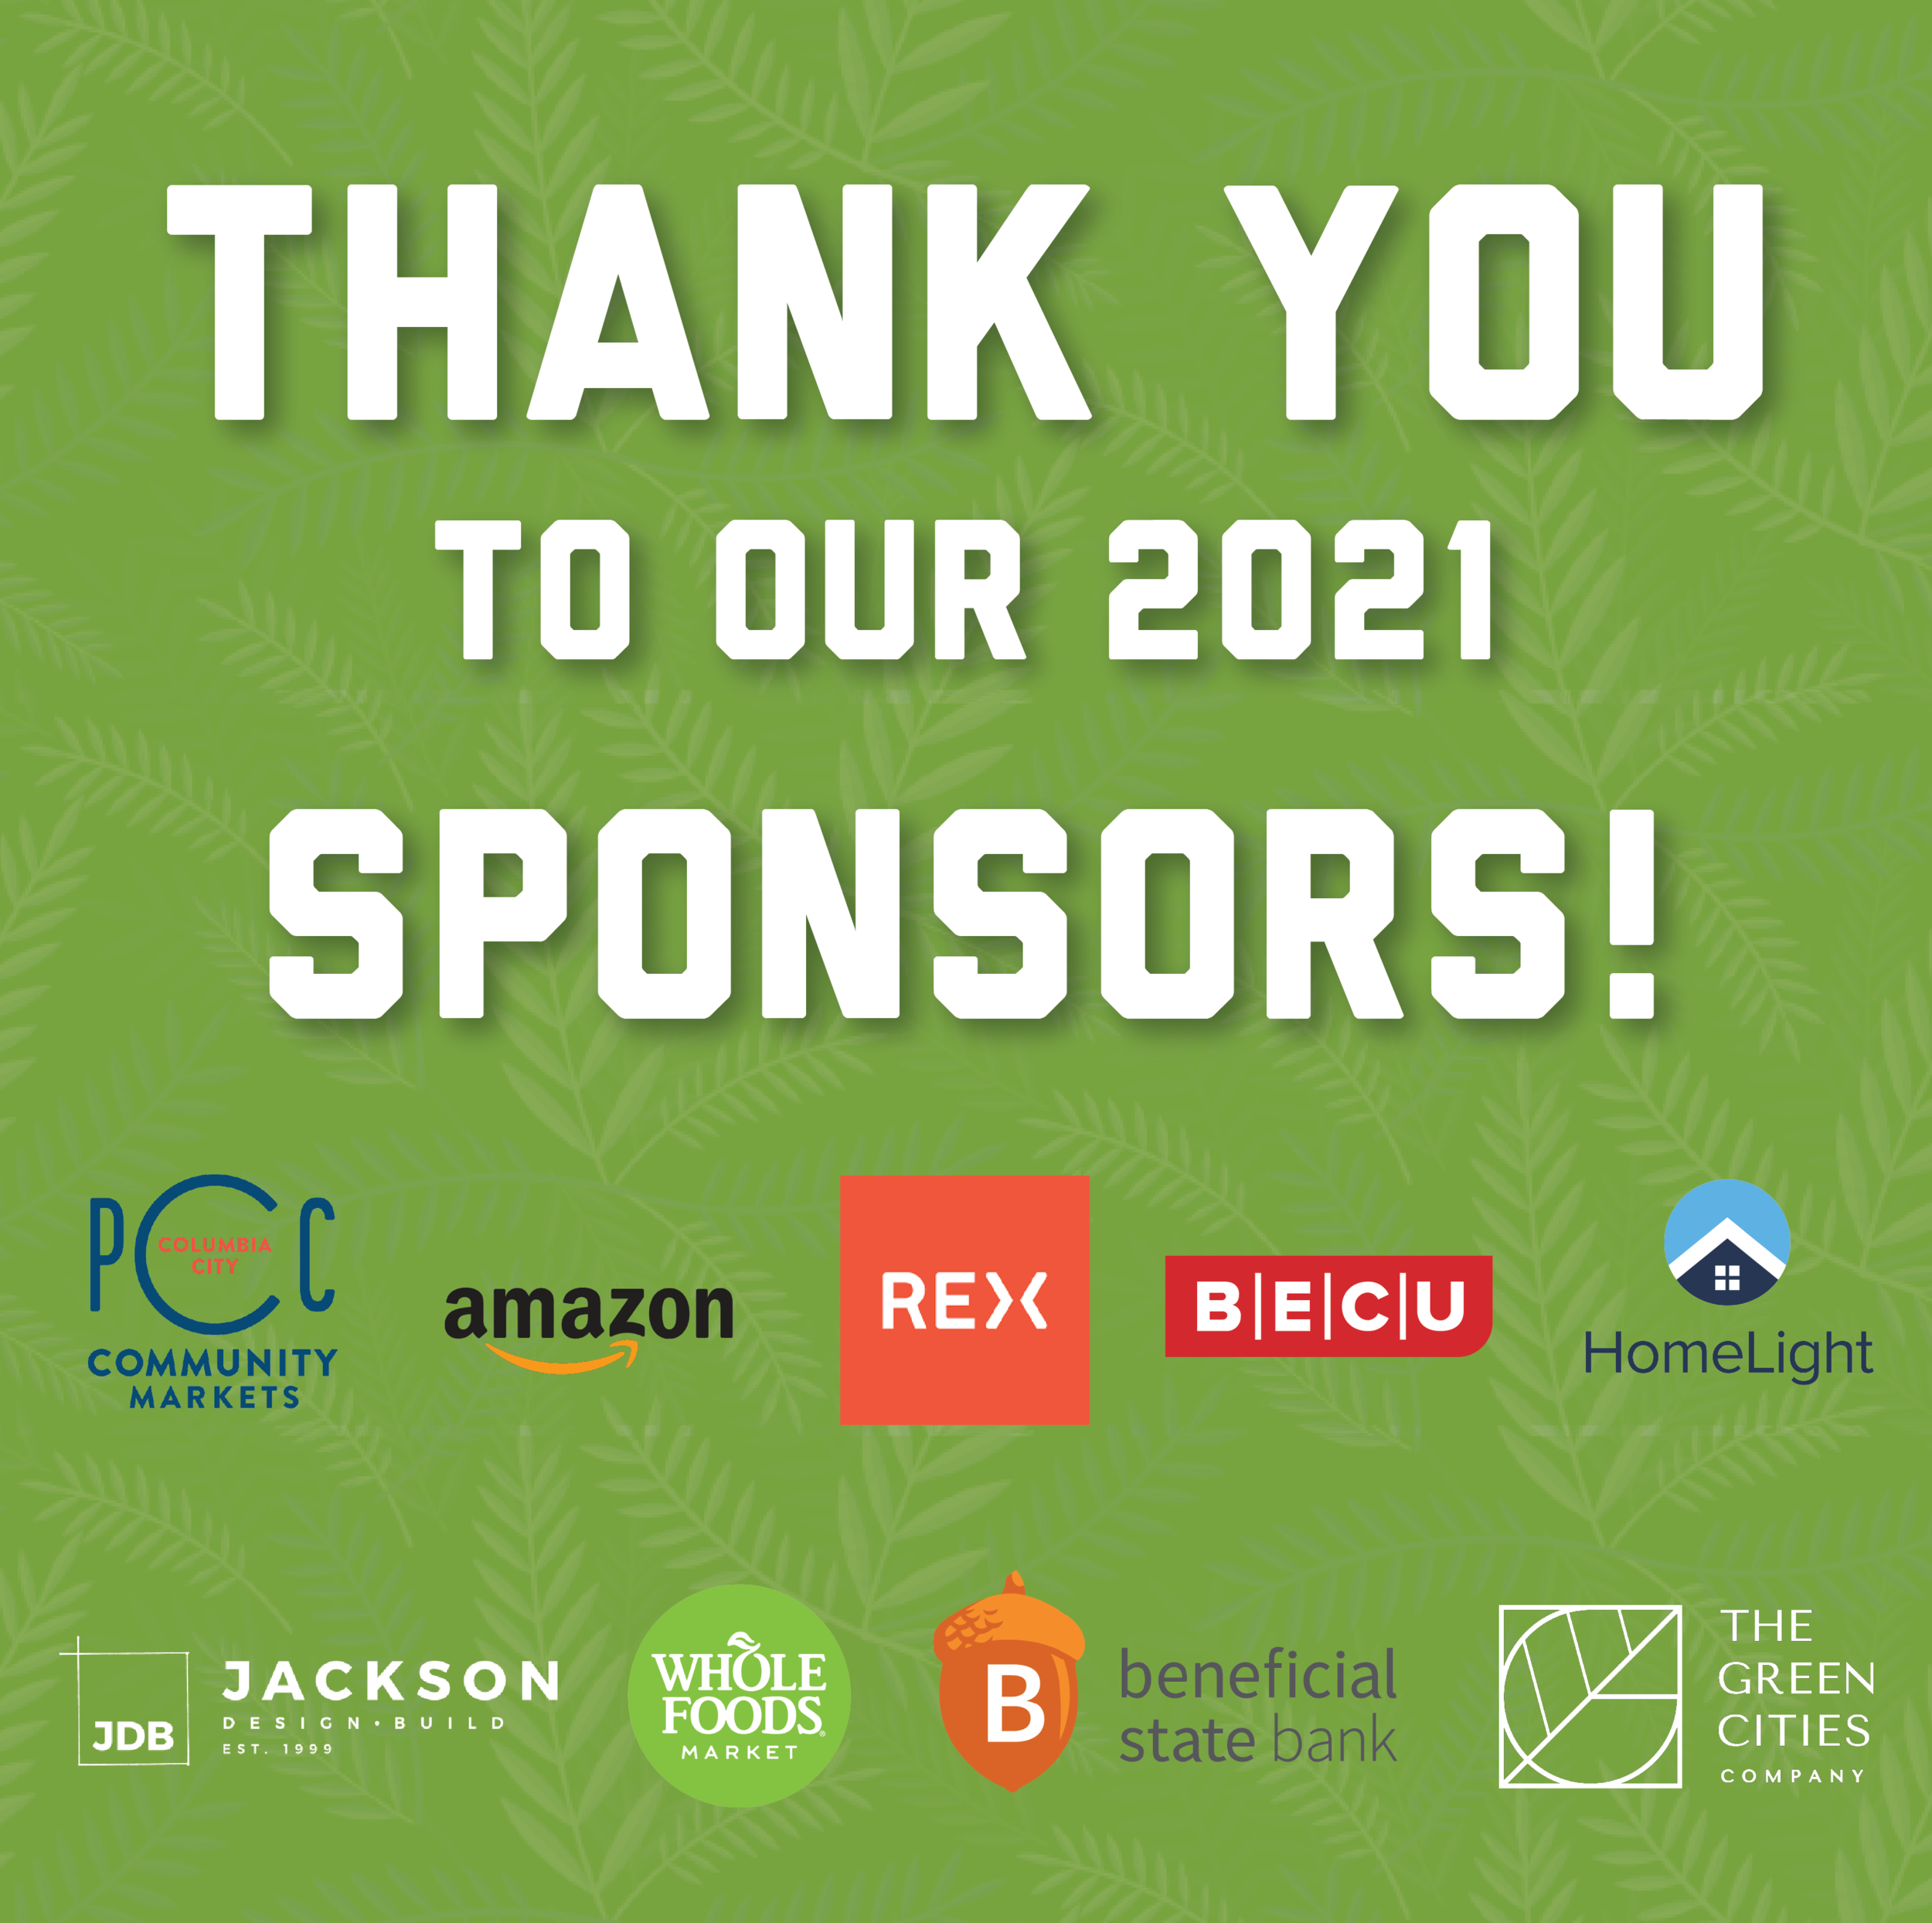 THANK YOU
TO OUR 2021
SPONSORS!
PCC
COLUMBIA
CITY
COMMUNITY
MARKETS
amazon
REX
B|E|C|U
HomeLight
JDB
JACKSON
DESIGN•BUILD
EST. 1999
WHOLE
FOODS
MARKET
B
beneficial
state bank
THE
GREEN
CITIES
COMPANY